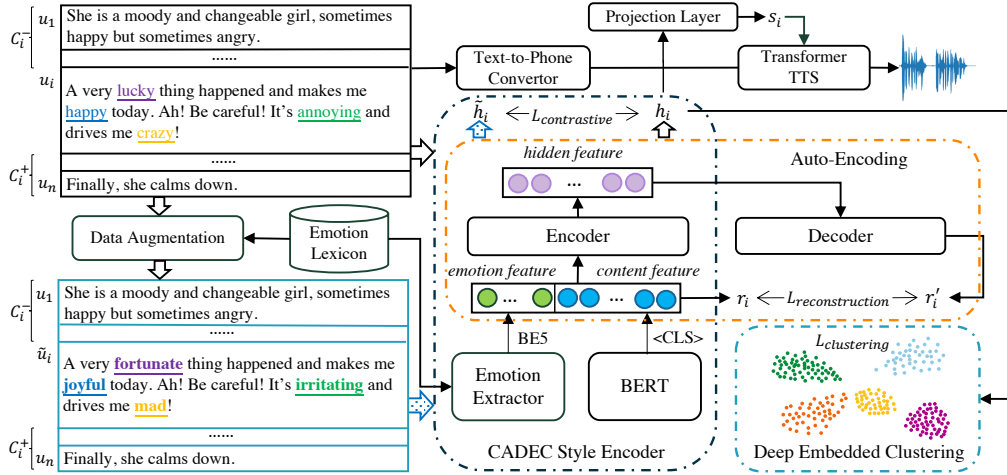 C_i^-
u_1
She is a moody and changeable girl, sometimes
happy but sometimes angry.
......
u_i
A very lucky thing happened and makes me
happy today. Ah! Be careful! It's annoying and
drives me crazy!
......
C_i^+
u_n
Finally, she calms down.
Data Augmentation
Emotion
Lexicon
C_i^-
u_1
She is a moody and changeable girl, sometimes
happy but sometimes angry.
......
ũ_i
A very fortunate thing happened and makes me
joyful today. Ah! Be careful! It's irritating and
drives me mad!
......
C_i^+
u_n
Finally, she calms down.
Projection Layer
s_i
Text-to-Phone
Convertor
Transformer
TTS
h̃_i
L_contrastive
h_i
hidden feature
Auto-Encoding
...
Encoder
Decoder
emotion feature
content feature
...
...
r_i
L_reconstruction
r_i'
BE5
<CLS>
Emotion
Extractor
BERT
CADEC Style Encoder
L_clustering
Deep Embedded Clustering